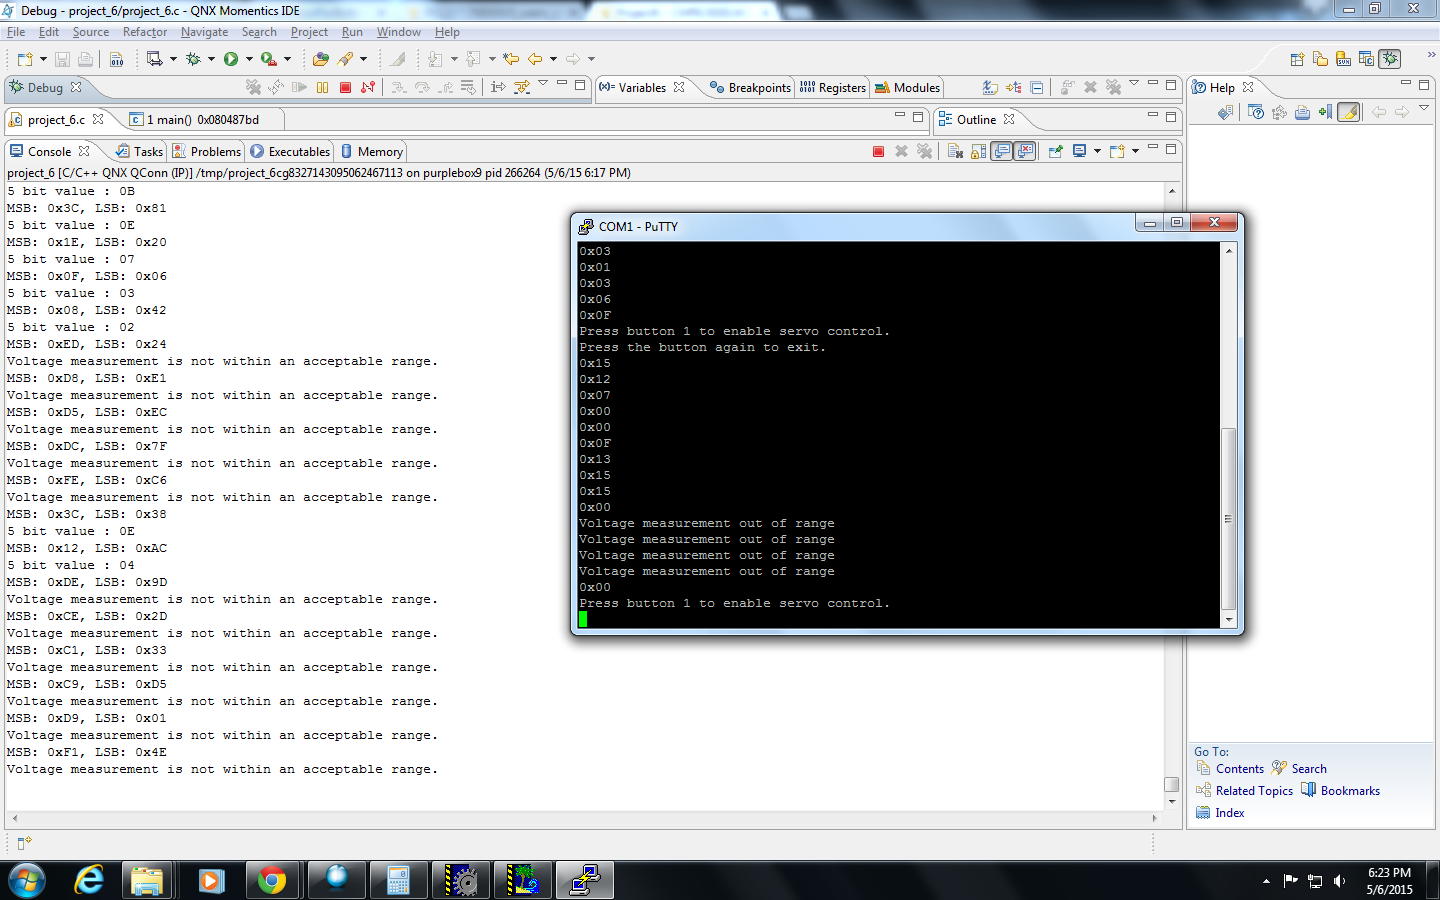 Debug - project_6/project_6.c - QNX Momentics IDE
File Edit Source Refactor Navigate Search Project Run Window Help
Debug
(x)= Variables
Breakpoints
1010 0101 Registers
Modules
Help
project_6.c
1 main() 0x080487bd
Outline
Console
Tasks
Problems
Executables
Memory
project_6 [C/C++ QNX QConn (IP)] /tmp/project_6cg8327143095062467113 on purplebox9 pid 266264 (5/6/15 6:17 PM)
5 bit value : 0B
MSB: 0x3C, LSB: 0x81
5 bit value : 0E
MSB: 0x1E, LSB: 0x20
5 bit value : 07
MSB: 0x0F, LSB: 0x06
5 bit value : 03
MSB: 0x08, LSB: 0x42
5 bit value : 02
MSB: 0xED, LSB: 0x24
Voltage measurement is not within an acceptable range.
MSB: 0xD8, LSB: 0xE1
Voltage measurement is not within an acceptable range.
MSB: 0xD5, LSB: 0xEC
Voltage measurement is not within an acceptable range.
MSB: 0xDC, LSB: 0x7F
Voltage measurement is not within an acceptable range.
MSB: 0xFE, LSB: 0xC6
Voltage measurement is not within an acceptable range.
MSB: 0x3C, LSB: 0x38
5 bit value : 0E
MSB: 0x12, LSB: 0xAC
5 bit value : 04
MSB: 0xDE, LSB: 0x9D
Voltage measurement is not within an acceptable range.
MSB: 0xCE, LSB: 0x2D
Voltage measurement is not within an acceptable range.
MSB: 0xC1, LSB: 0x33
Voltage measurement is not within an acceptable range.
MSB: 0xC9, LSB: 0xD5
Voltage measurement is not within an acceptable range.
MSB: 0xD9, LSB: 0x01
Voltage measurement is not within an acceptable range.
MSB: 0xF1, LSB: 0x4E
Voltage measurement is not within an acceptable range.
COM1 - PuTTY
0x03
0x01
0x03
0x06
0x0F
Press button 1 to enable servo control.
Press the button again to exit.
0x15
0x12
0x07
0x00
0x00
0x0F
0x13
0x15
0x15
0x00
Voltage measurement out of range
Voltage measurement out of range
Voltage measurement out of range
Voltage measurement out of range
0x00
Press button 1 to enable servo control.
Go To:
Contents
Search
Related Topics
Bookmarks
Index
6:23 PM
5/6/2015